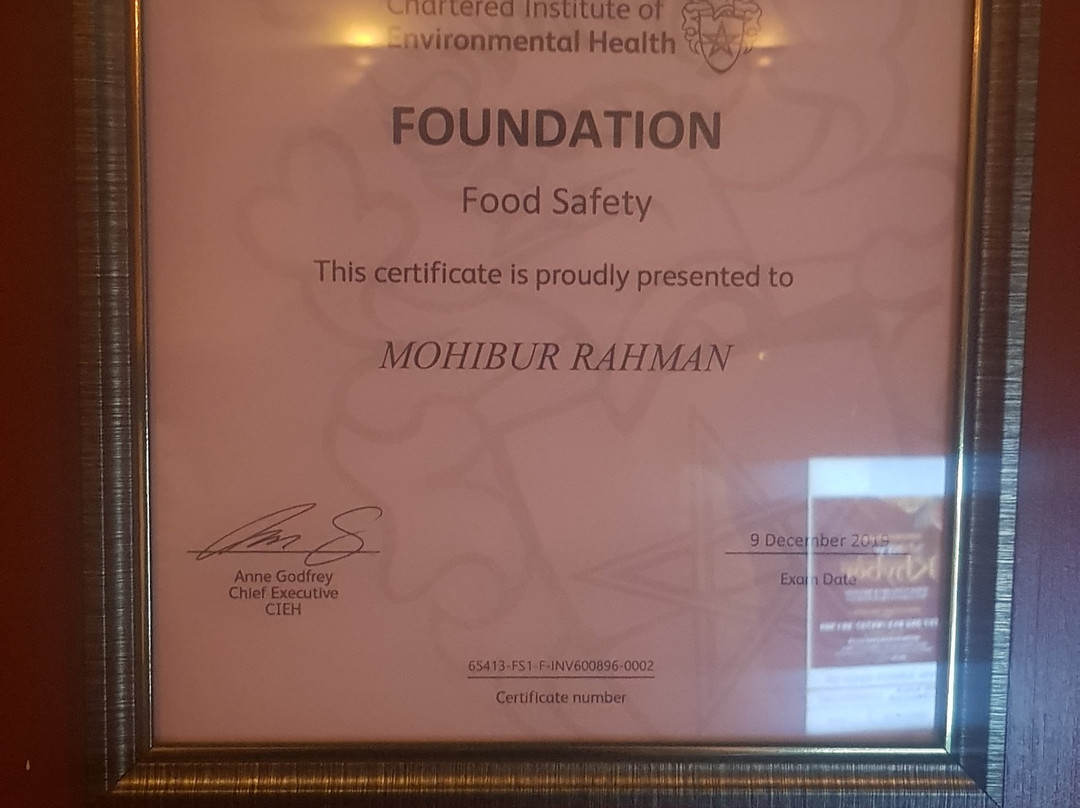 Chartered Institute of
Environmental Health
FOUNDATION
Food Safety
This certificate is proudly presented to
MOHIBUR RAHMAN
9 December 2019
Exam Date
Anne Godfrey
Chief Executive
CIEH
65413-FS1-F-INV600896-0002
Certificate number